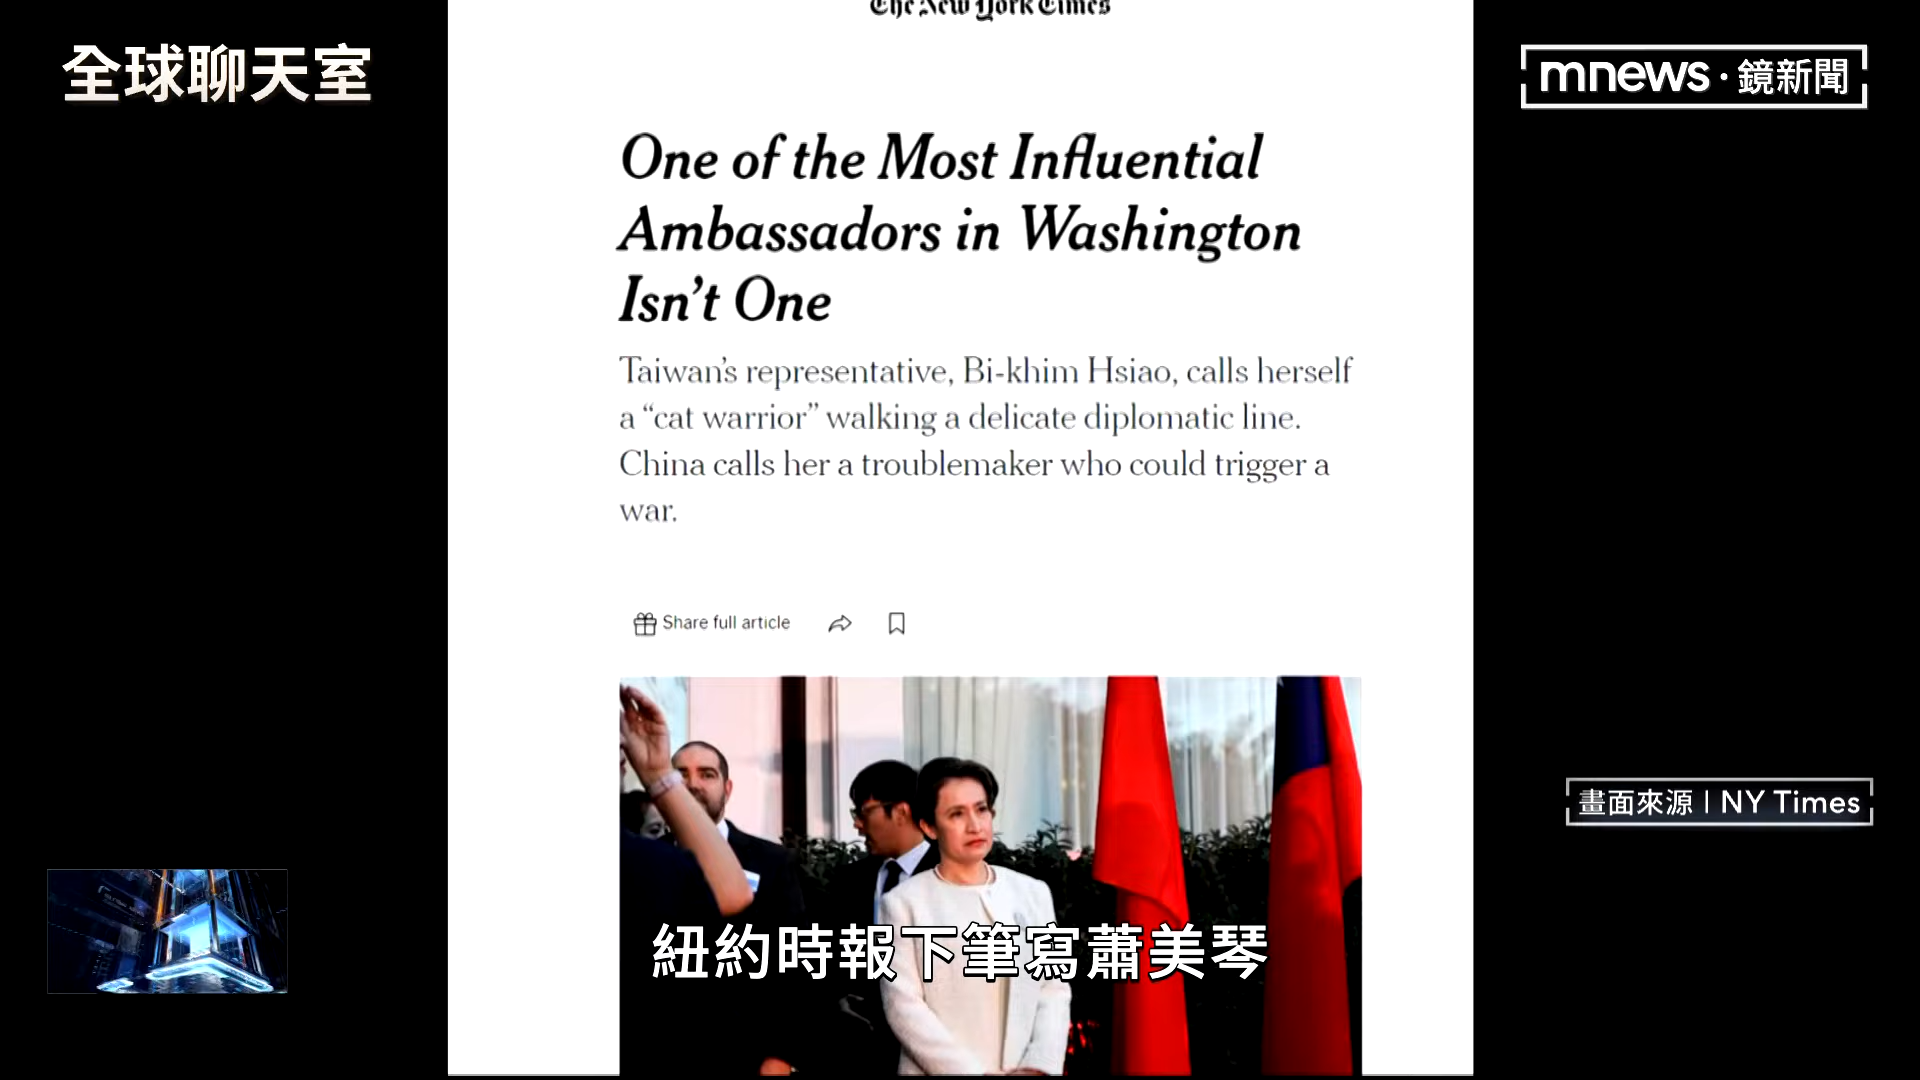 The New York Times
全球聊天室
mnews·鏡新聞
One of the Most Influential
Ambassadors in Washington
Isn't One
Taiwan's representative, Bi-khim Hsiao, calls herself
a “cat warrior” walking a delicate diplomatic line.
China calls her a troublemaker who could trigger a
war.
Share full article
畫面來源 | NY Times
紐約時報下筆寫蕭美琴